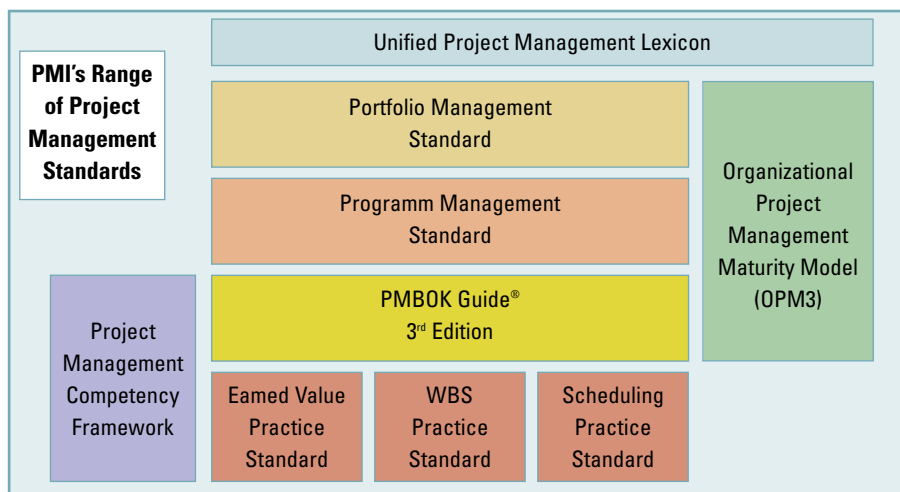 Unified Project Management Lexicon
PMI's Range
of Project
Management
Standards
Portfolio Management
Standard
Programm Management
Standard
Organizational
Project
Management
Maturity Model
(OPM3)
PMBOK Guide®
3rd Edition
Project
Management
Competency
Framework
Eamed Value
Practice
Standard
WBS
Practice
Standard
Scheduling
Practice
Standard